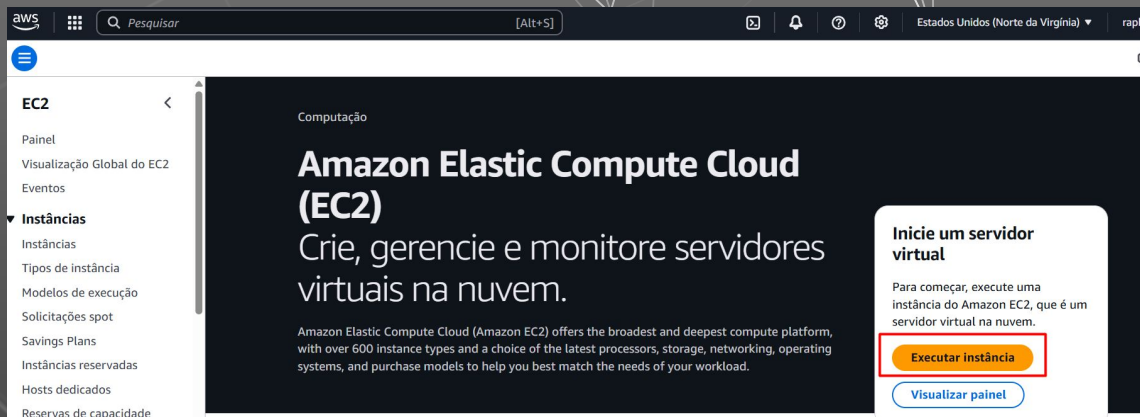 aws
Pesquisar
[Alt+S]
Estados Unidos (Norte da Virgínia)
EC2
Painel
Visualização Global do EC2
Eventos
Instâncias
Instâncias
Tipos de instância
Modelos de execução
Solicitações spot
Savings Plans
Instâncias reservadas
Hosts dedicados
Reservas de capacidade
Computação
Amazon Elastic Compute Cloud
(EC2)
Crie, gerencie e monitore servidores
virtuais na nuvem.
Amazon Elastic Compute Cloud (Amazon EC2) offers the broadest and deepest compute platform,
with over 600 instance types and a choice of the latest processors, storage, networking, operating
systems, and purchase models to help you best match the needs of your workload.
Inicie um servidor
virtual
Para começar, execute uma
instância do Amazon EC2, que é um
servidor virtual na nuvem.
Executar instância
Visualizar painel